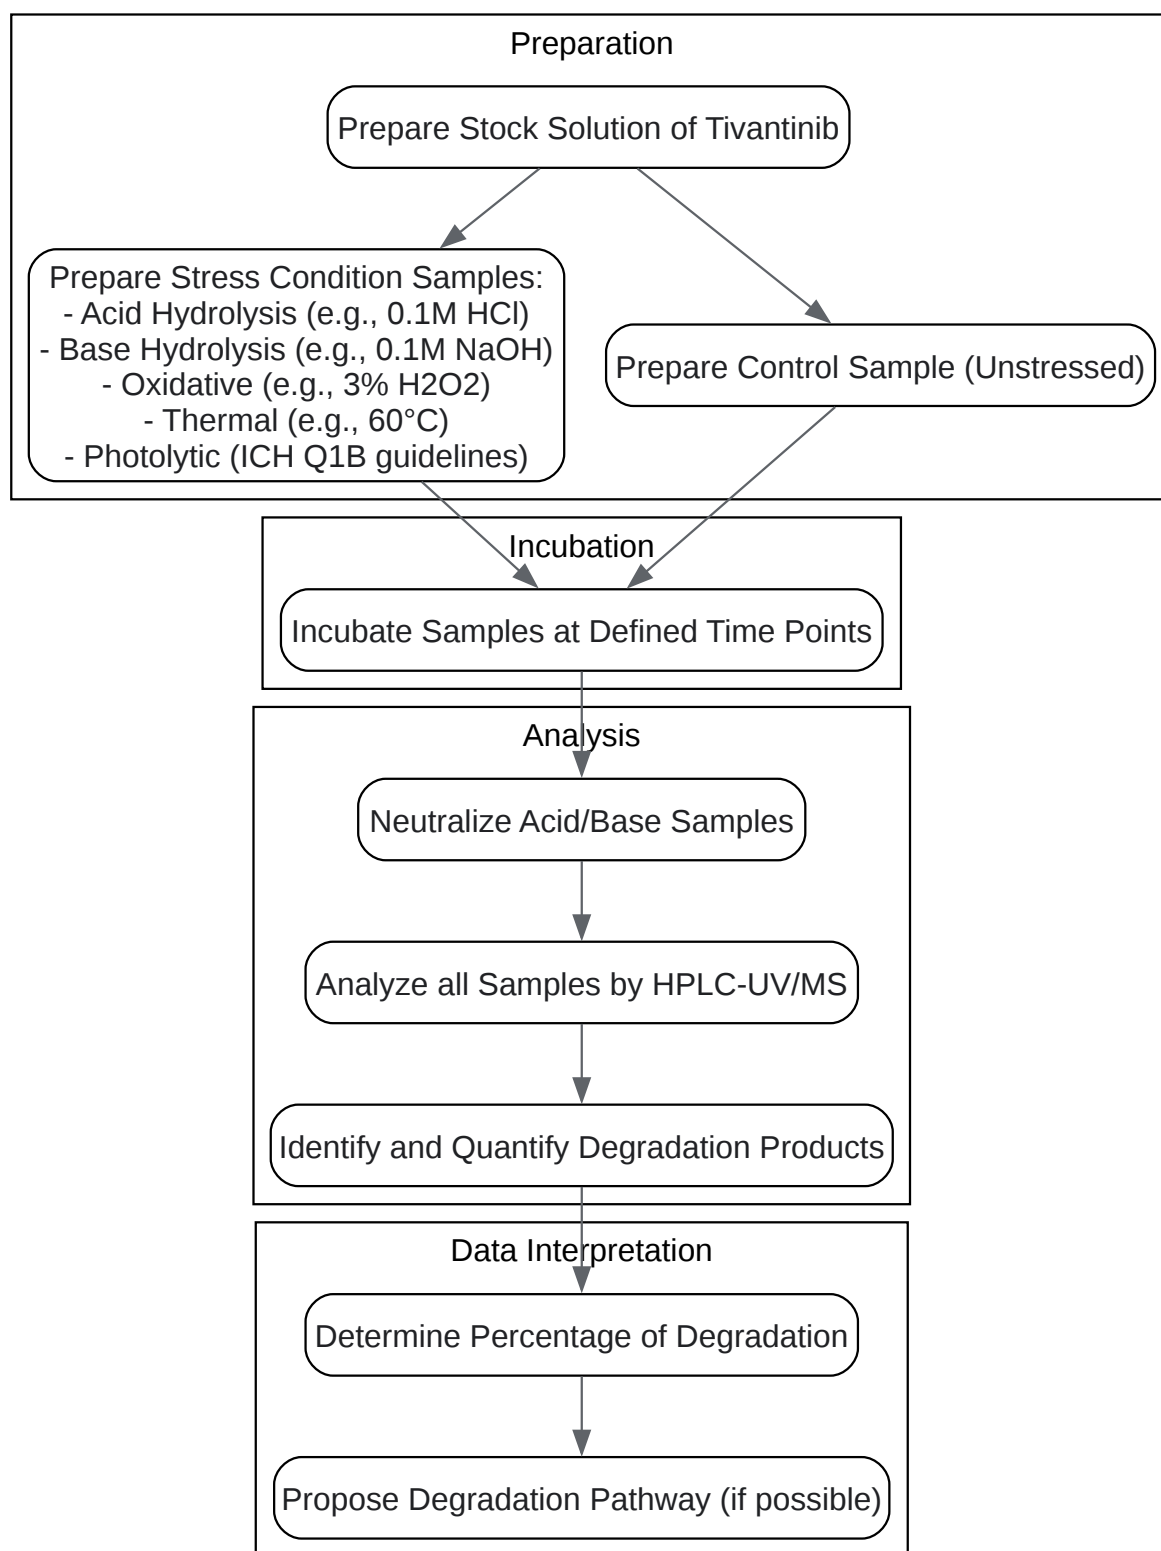 Preparation
Prepare Stock Solution of Tivantinib
Prepare Stress Condition Samples:
- Acid Hydrolysis (e.g., 0.1M HCl)
- Base Hydrolysis (e.g., 0.1M NaOH)
- Oxidative (e.g., 3% H2O2)
- Thermal (e.g., 60°C)
- Photolytic (ICH Q1B guidelines)
Prepare Control Sample (Unstressed)
Incubation
Incubate Samples at Defined Time Points
Analysis
Neutralize Acid/Base Samples
Analyze all Samples by HPLC-UV/MS
Identify and Quantify Degradation Products
Data Interpretation
Determine Percentage of Degradation
Propose Degradation Pathway (if possible)